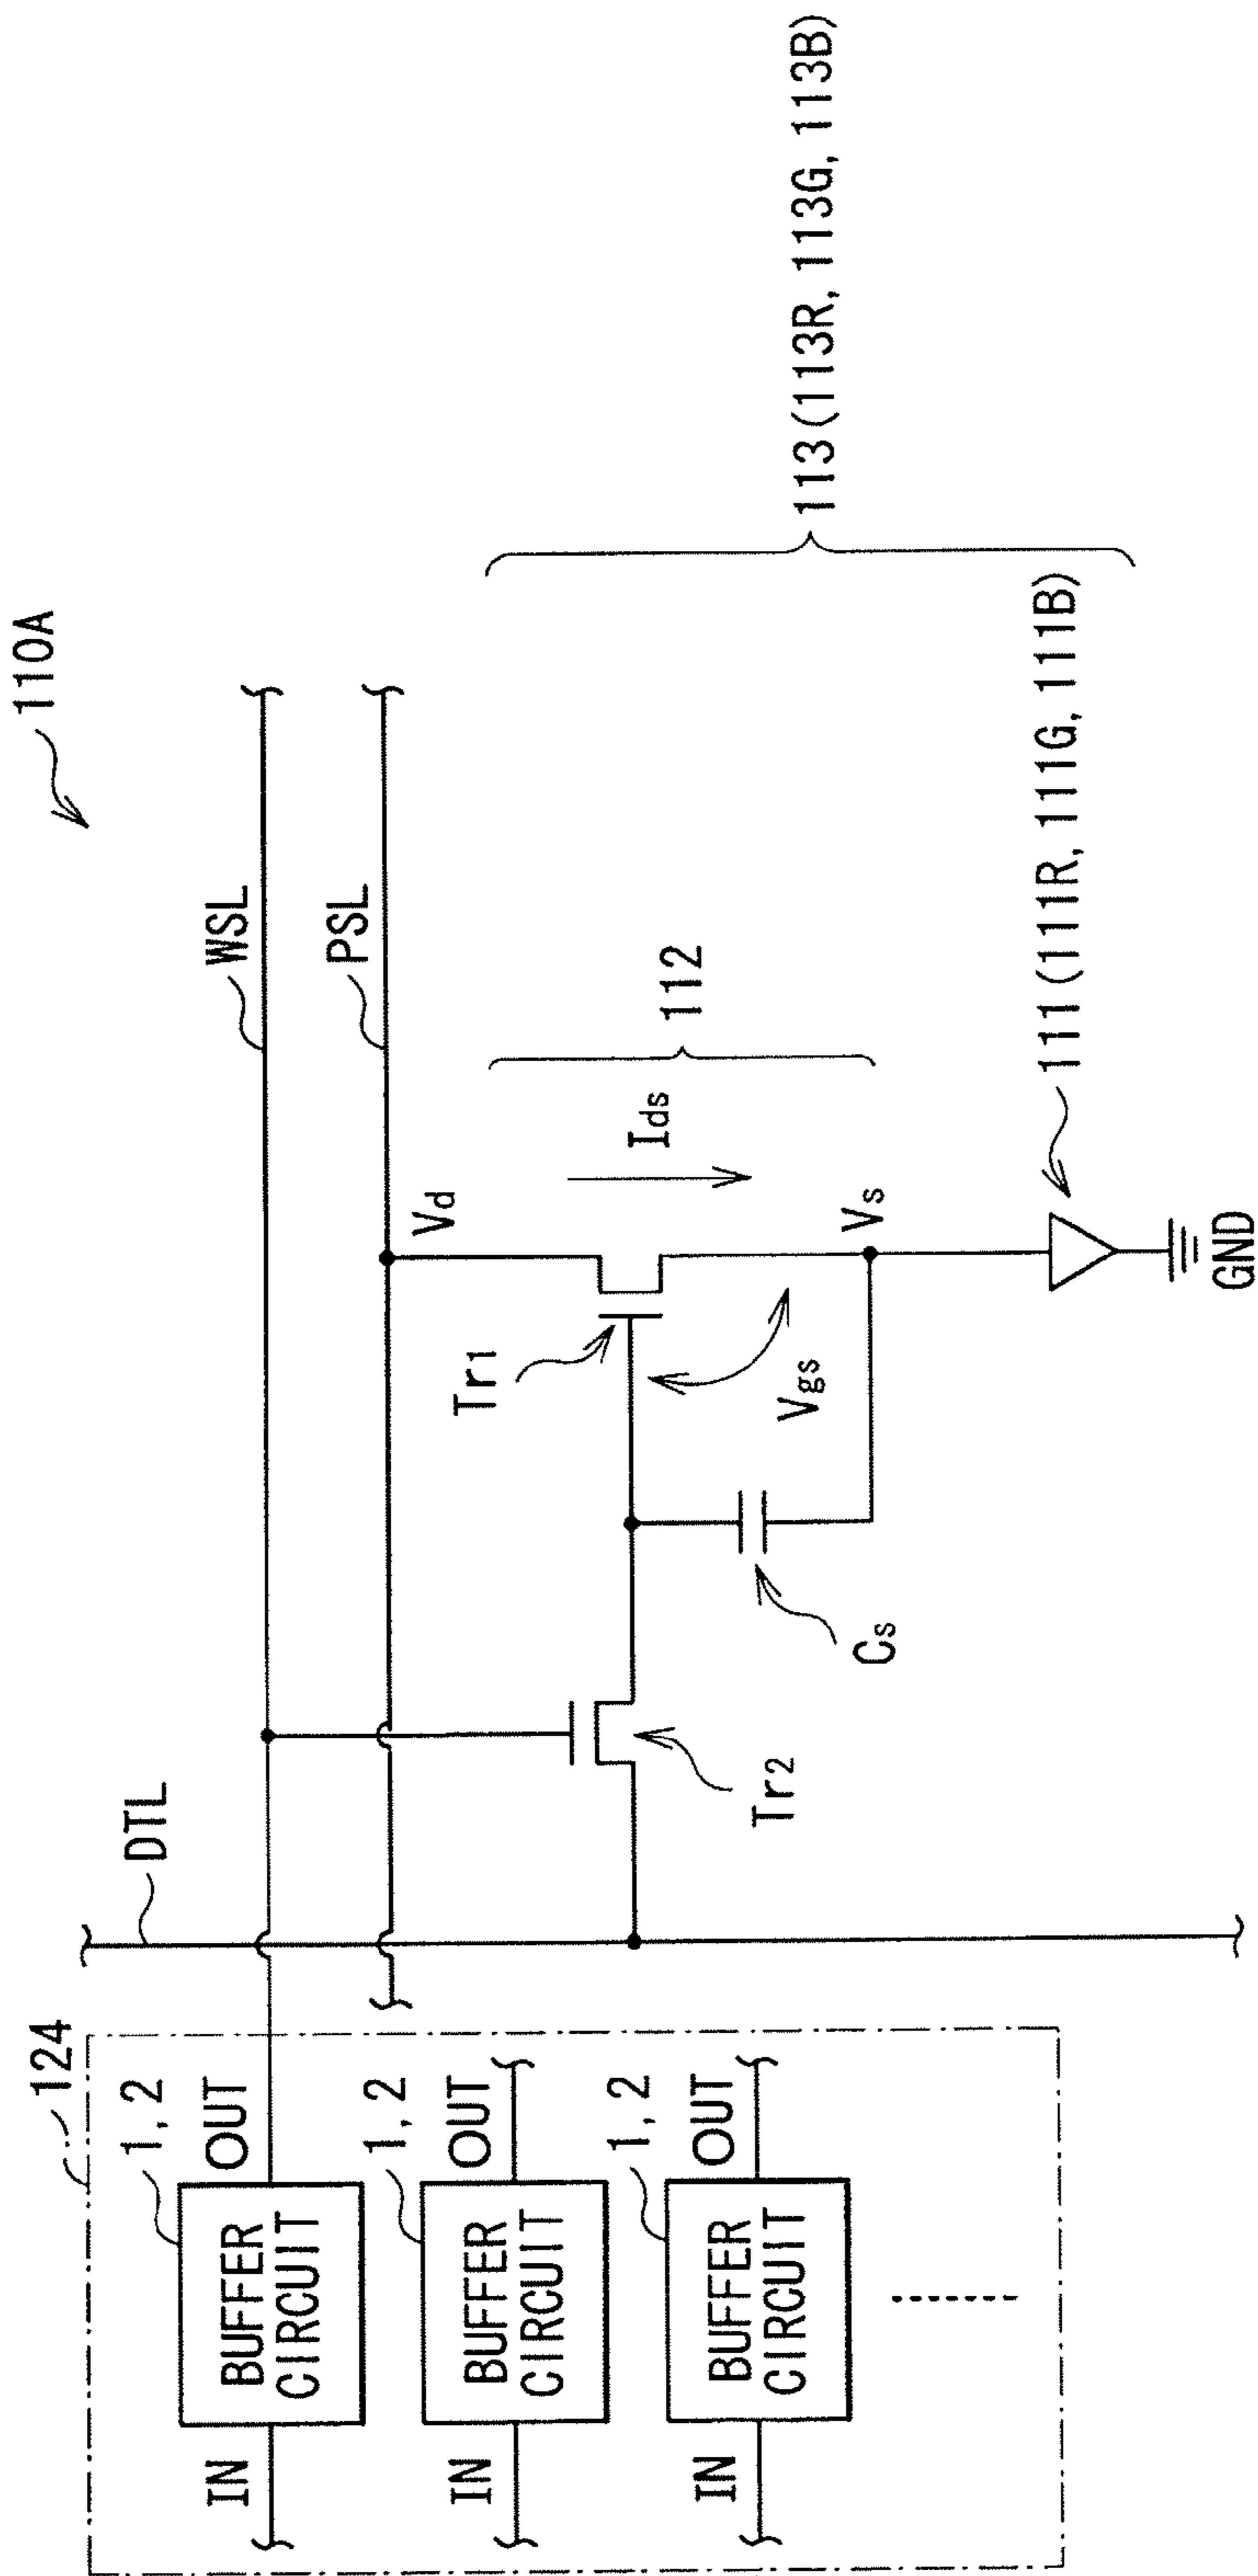 110A
124
DTL
WSL
PSL
1, 2
OUT
BUFFER
CIRCUIT
IN
1, 2
OUT
BUFFER
CIRCUIT
IN
1, 2
OUT
BUFFER
CIRCUIT
IN
Vd
Tr1
Ids
112
113 (113R, 113G, 113B)
Tr2
Cs
Vgs
Vs
111 (111R, 111G, 111B)
GND